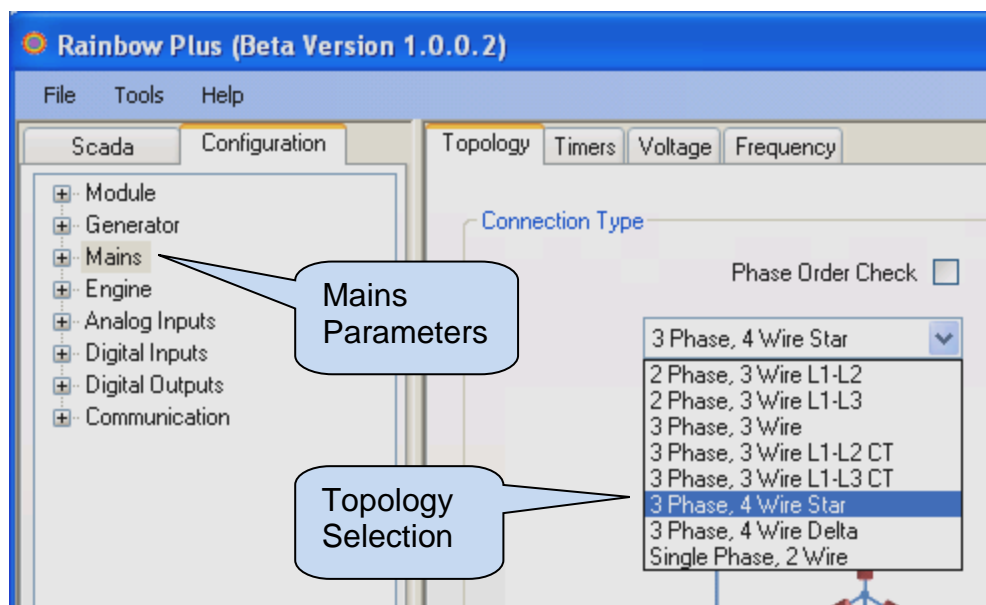 Rainbow Plus (Beta Version 1.0.0.2)
File Tools Help
Scada Configuration
Topology Timers Voltage Frequency
Module
Generator
Mains
Engine
Analog Inputs
Digital Inputs
Digital Outputs
Communication
Mains
Parameters
Topology
Selection
Connection Type
Phase Order Check
3 Phase, 4 Wire Star
2 Phase, 3 Wire L1-L2
2 Phase, 3 Wire L1-L3
3 Phase, 3 Wire
3 Phase, 3 Wire L1-L2 CT
3 Phase, 3 Wire L1-L3 CT
3 Phase, 4 Wire Star
3 Phase, 4 Wire Delta
Single Phase, 2 Wire